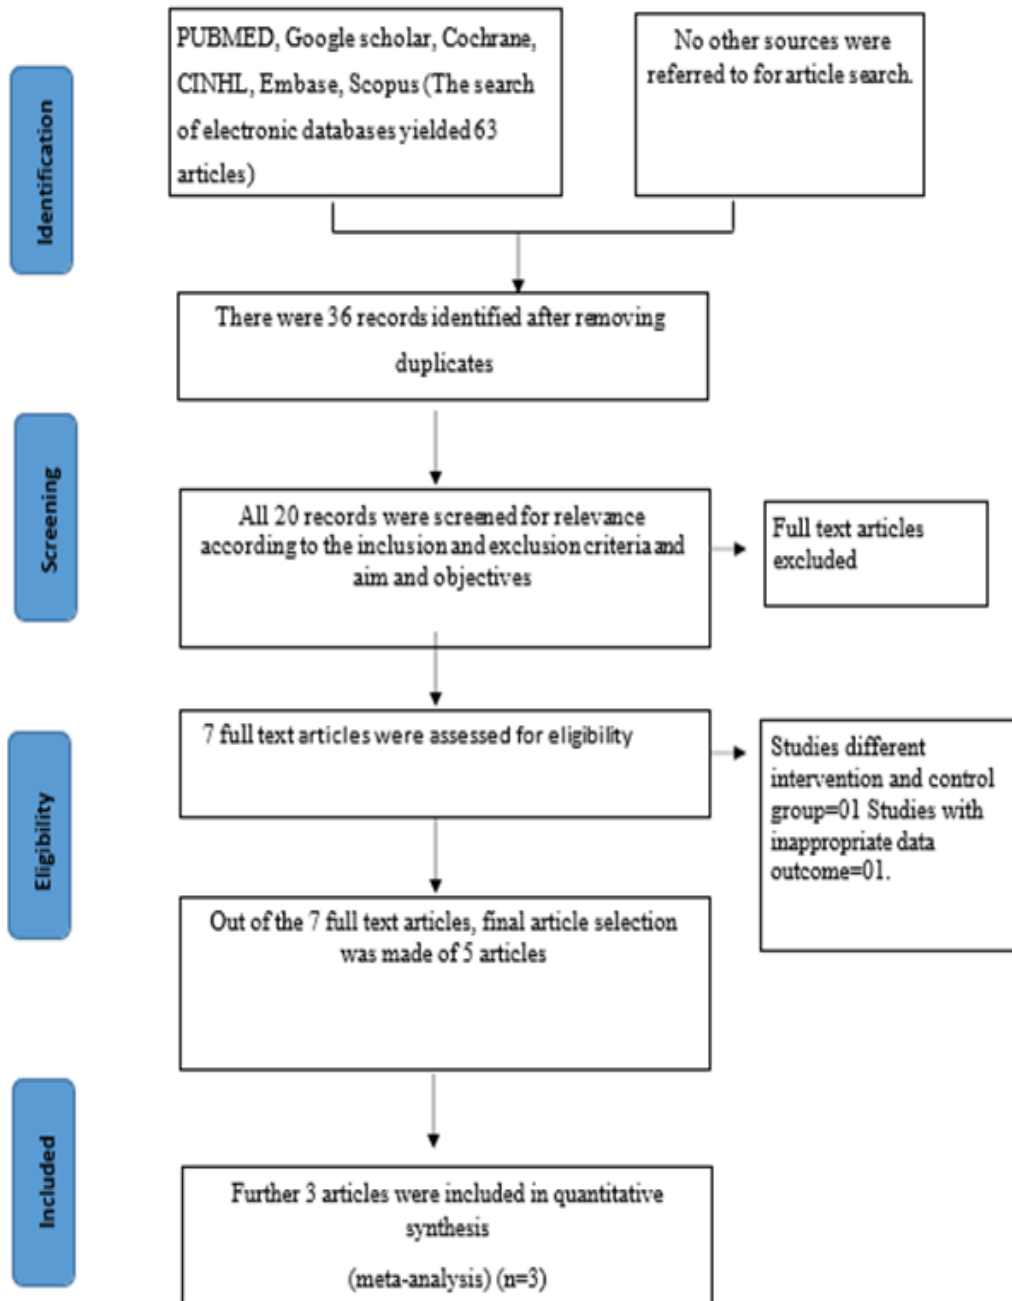 PUBMED, Google scholar, Cochrane,
CINHL, Embase, Scopus (The search
of electronic databases yielded 63
articles)
No other sources were
referred to for article search.
Identification
There were 36 records identified after removing
duplicates
Screening
All 20 records were screened for relevance
according to the inclusion and exclusion criteria and
aim and objectives
Full text articles
excluded
Eligibility
7 full text articles were assessed for eligibility
Studies different
intervention and control
group=01 Studies with
inappropriate data
outcome=01.
Out of the 7 full text articles, final article selection
was made of 5 articles
Included
Further 3 articles were included in quantitative
synthesis
(meta-analysis) (n=3)